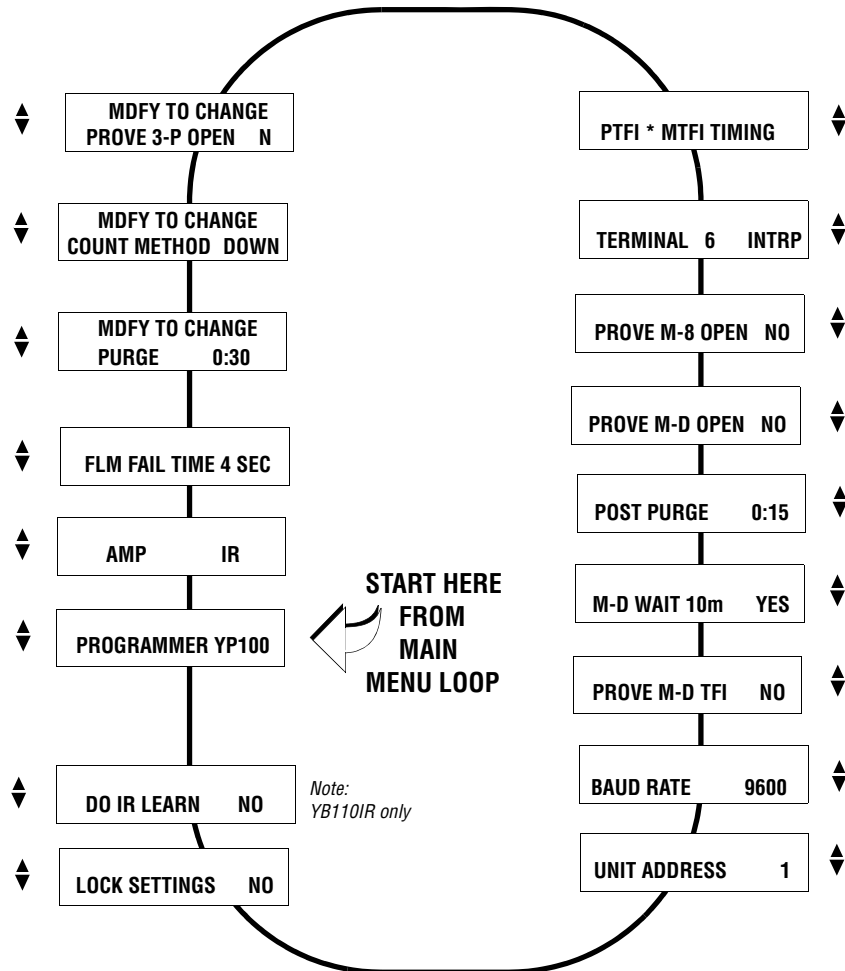 MDFY TO CHANGE
PROVE 3-P OPEN N
MDFY TO CHANGE
COUNT METHOD DOWN
MDFY TO CHANGE
PURGE 0:30
FLM FAIL TIME 4 SEC
AMP IR
PROGRAMMER YP100
DO IR LEARN NO
LOCK SETTINGS NO
START HERE
FROM
MAIN
MENU LOOP
Note:
YB110IR only
PTFI * MTFI TIMING
TERMINAL 6 INTRP
PROVE M-8 OPEN NO
PROVE M-D OPEN NO
POST PURGE 0:15
M-D WAIT 10m YES
PROVE M-D TFI NO
BAUD RATE 9600
UNIT ADDRESS 1